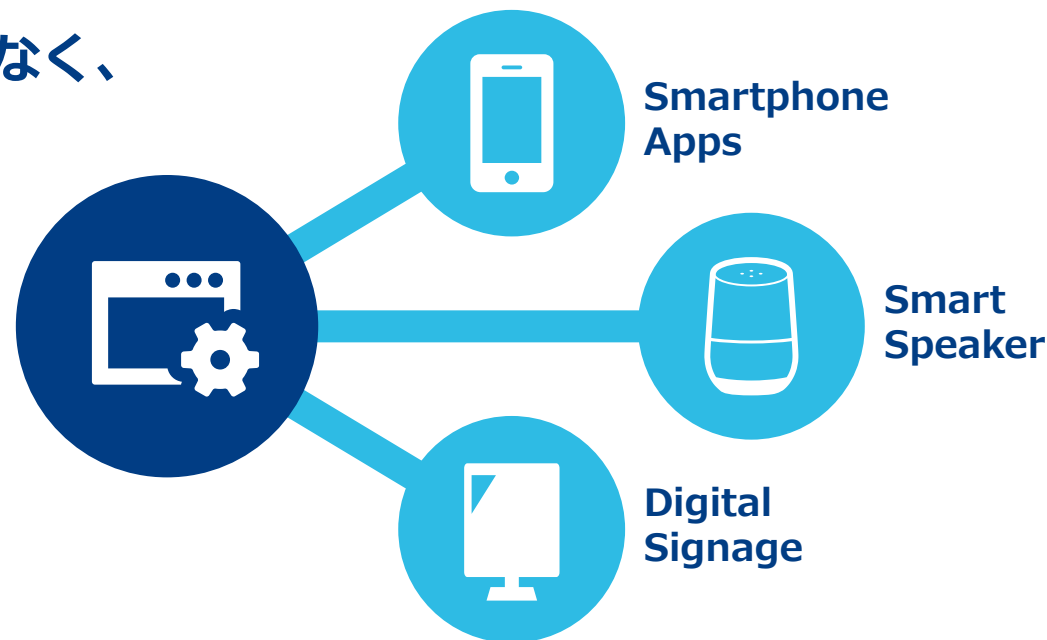 なく、
Smartphone
Apps
Smart
Speaker
Digital
Signage